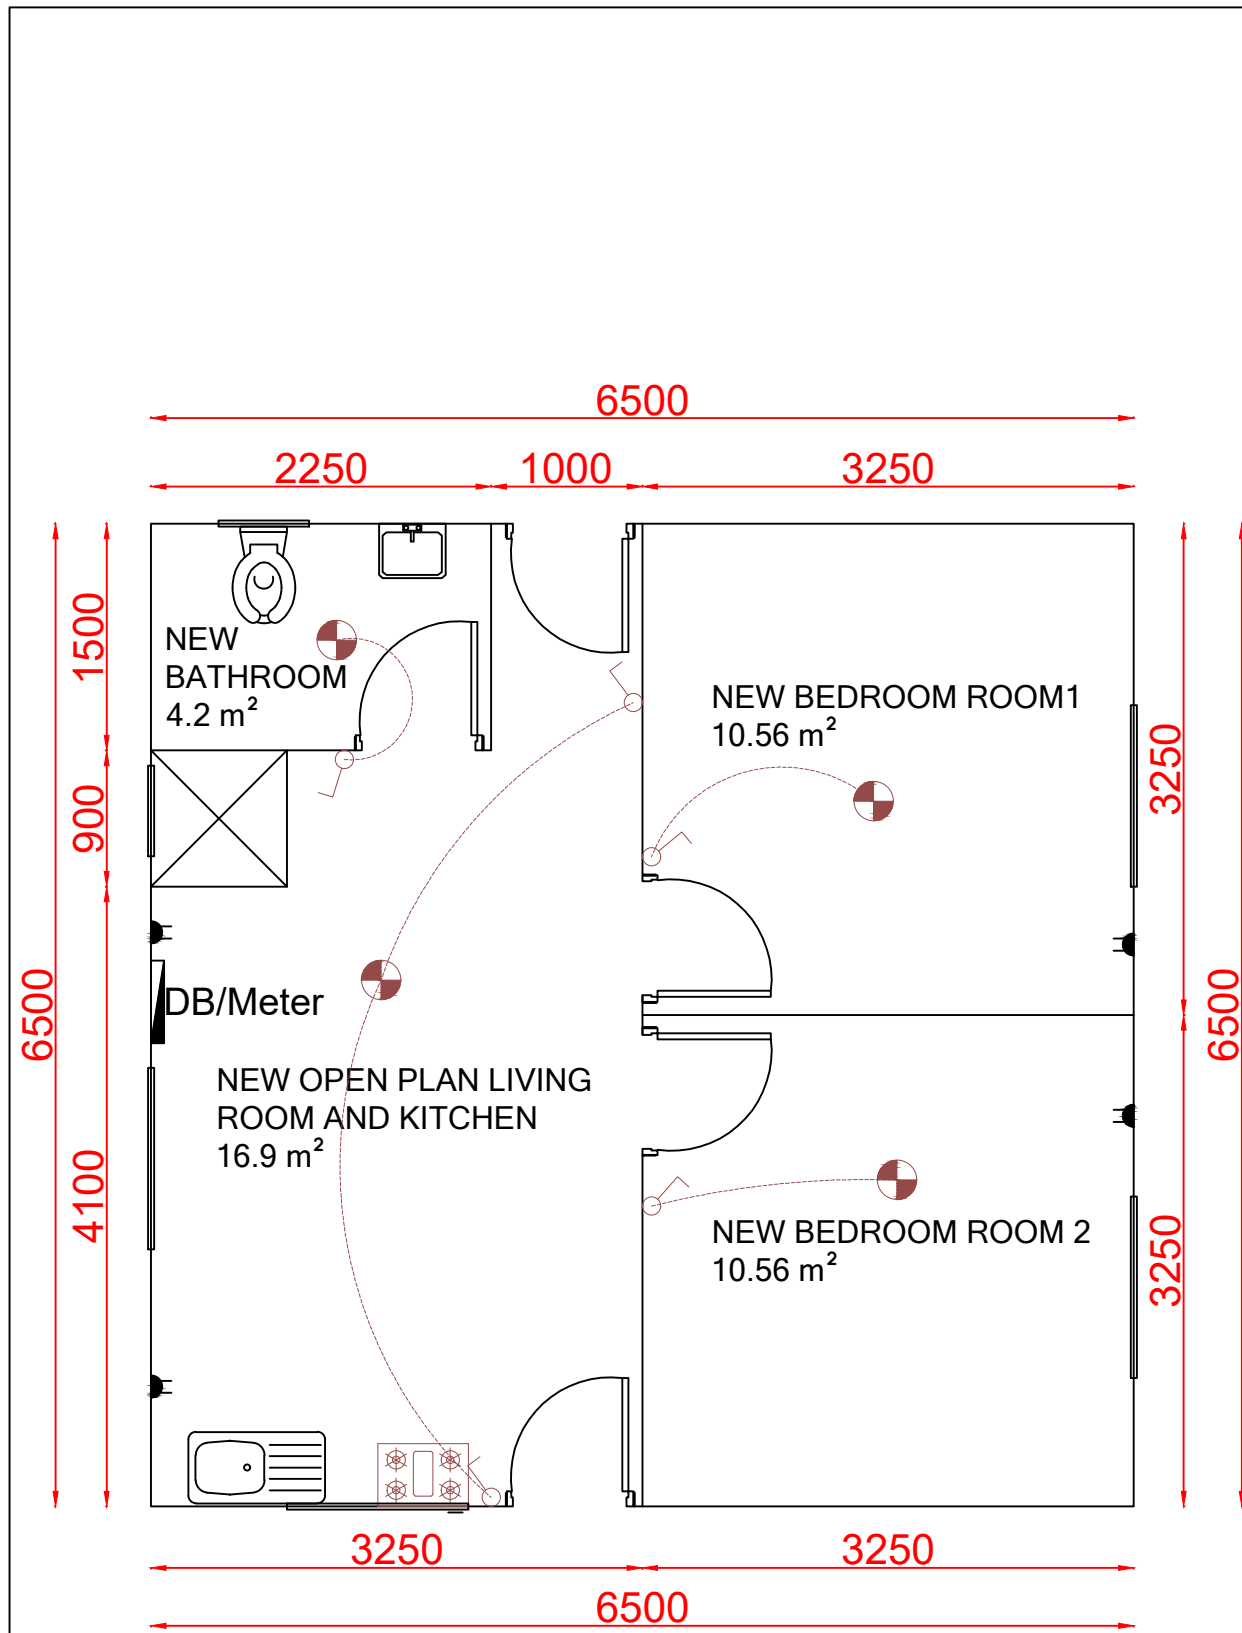 6500
2250 1000 3250
1500
NEW
BATHROOM
4.2 m²
NEW BEDROOM ROOM1
10.56 m²
3250
900
6500
DB/Meter
6500
NEW OPEN PLAN LIVING
ROOM AND KITCHEN
16.9 m²
4100
NEW BEDROOM ROOM 2
10.56 m²
3250
3250 3250
6500